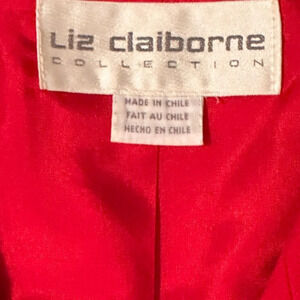 Liz claiborne
COLLECTION
MADE IN CHILE
FAIT AU CHILE
HECHO EN CHILE